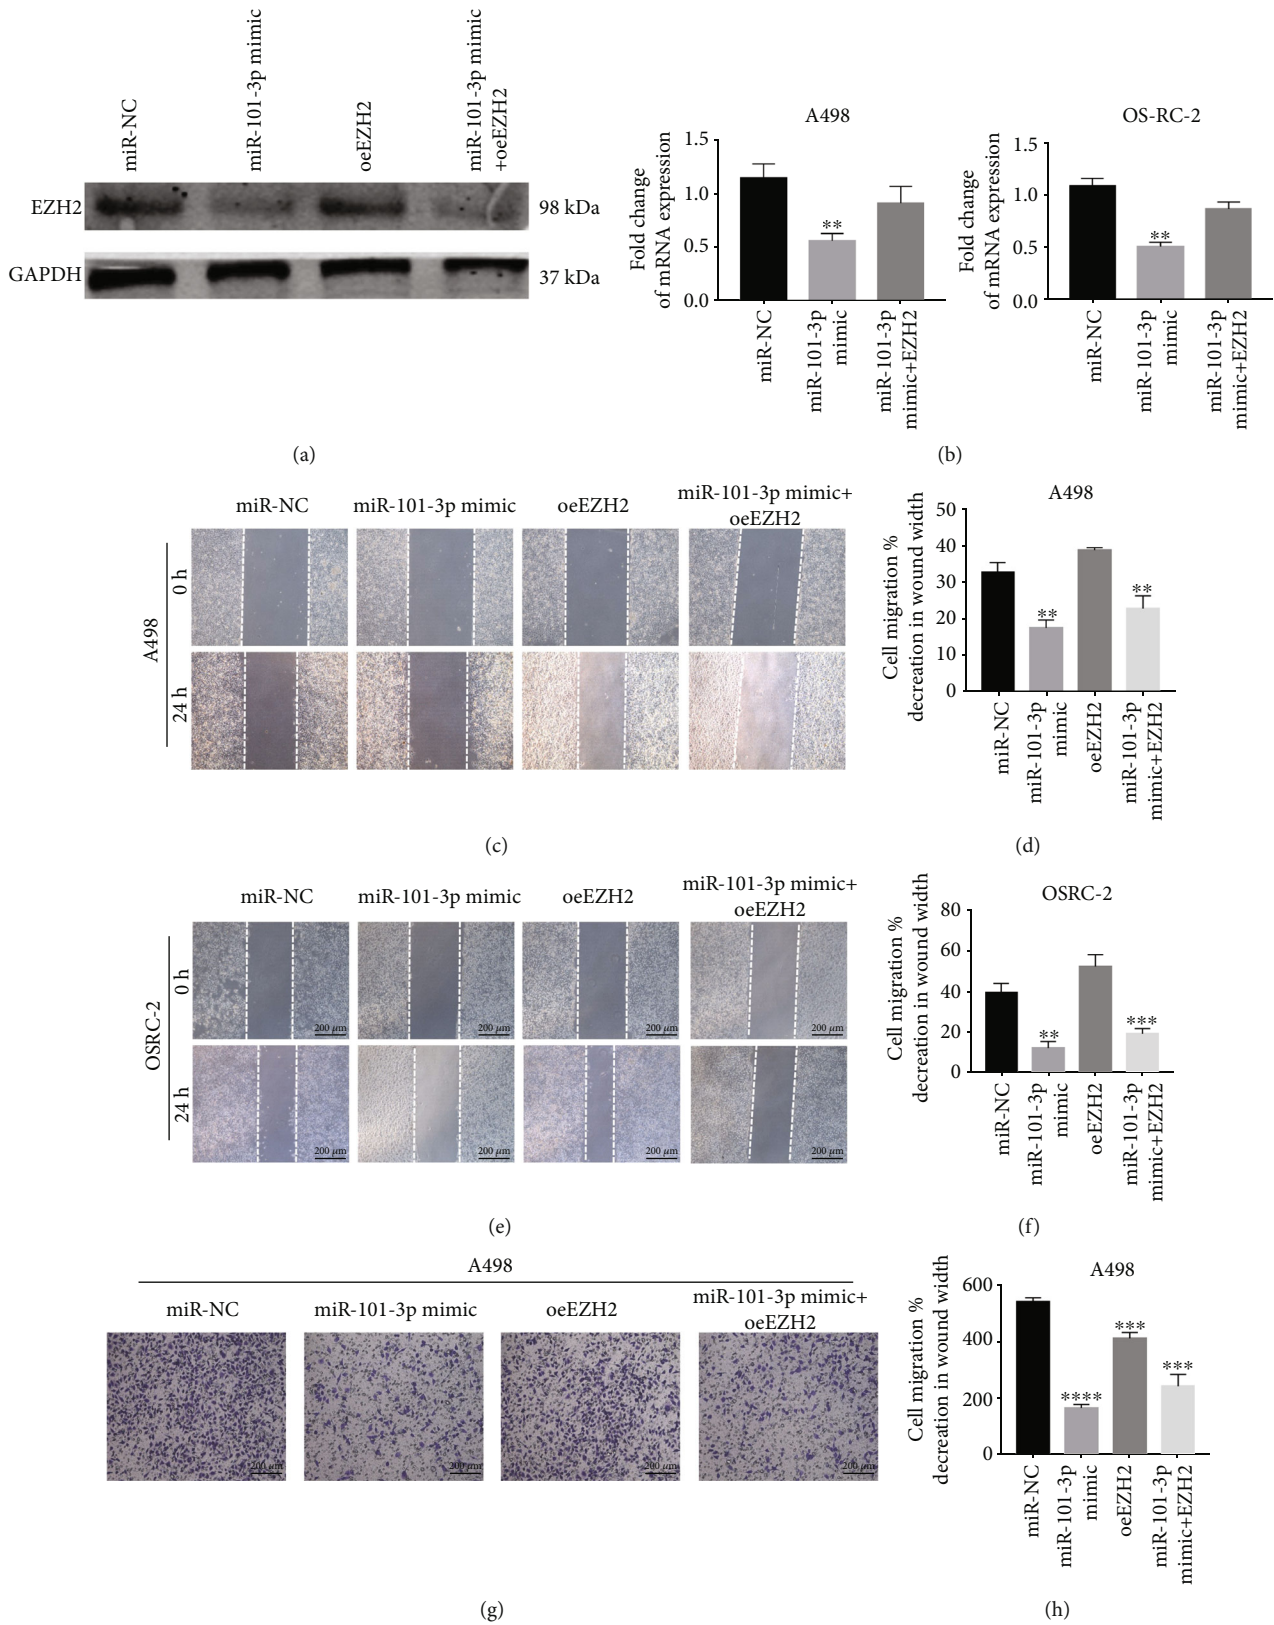 miR-NC
miR-101-3p mimic
oeEZH2
miR-101-3p mimic
+oeEZH2
EZH2
98 kDa
GAPDH
37 kDa
(a)
A498
Fold change
of mRNA expression
1.5
1.0
0.5
0.0
**
miR-NC
miR-101-3p
mimic
miR-101-3p
mimic+EZH2
OS-RC-2
Fold change
of mRNA expression
1.5
1.0
0.5
0.0
**
miR-NC
miR-101-3p
mimic
miR-101-3p
mimic+EZH2
(b)
miR-NC
miR-101-3p mimic
oeEZH2
miR-101-3p mimic+
oeEZH2
A498
0 h
24 h
(c)
A498
Cell migration %
decreation in wound width
50
40
30
20
10
0
**
**
miR-NC
miR-101-3p
mimic
oeEZH2
miR-101-3p
mimic+EZH2
(d)
miR-NC
miR-101-3p mimic
oeEZH2
miR-101-3p mimic+
oeEZH2
OSRC-2
0 h
200 μm
200 μm
200 μm
200 μm
24 h
200 μm
200 μm
200 μm
200 μm
(e)
OSRC-2
Cell migration %
decreation in wound width
80
60
40
20
0
**
***
miR-NC
miR-101-3p
mimic
oeEZH2
miR-101-3p
mimic+EZH2
(f)
A498
miR-NC
miR-101-3p mimic
oeEZH2
miR-101-3p mimic+
oeEZH2
200 μm
200 μm
200 μm
200 μm
(g)
A498
Cell migration %
decreation in wound width
600
400
200
0
****
***
***
miR-NC
miR-101-3p
mimic
oeEZH2
miR-101-3p
mimic+EZH2
(h)